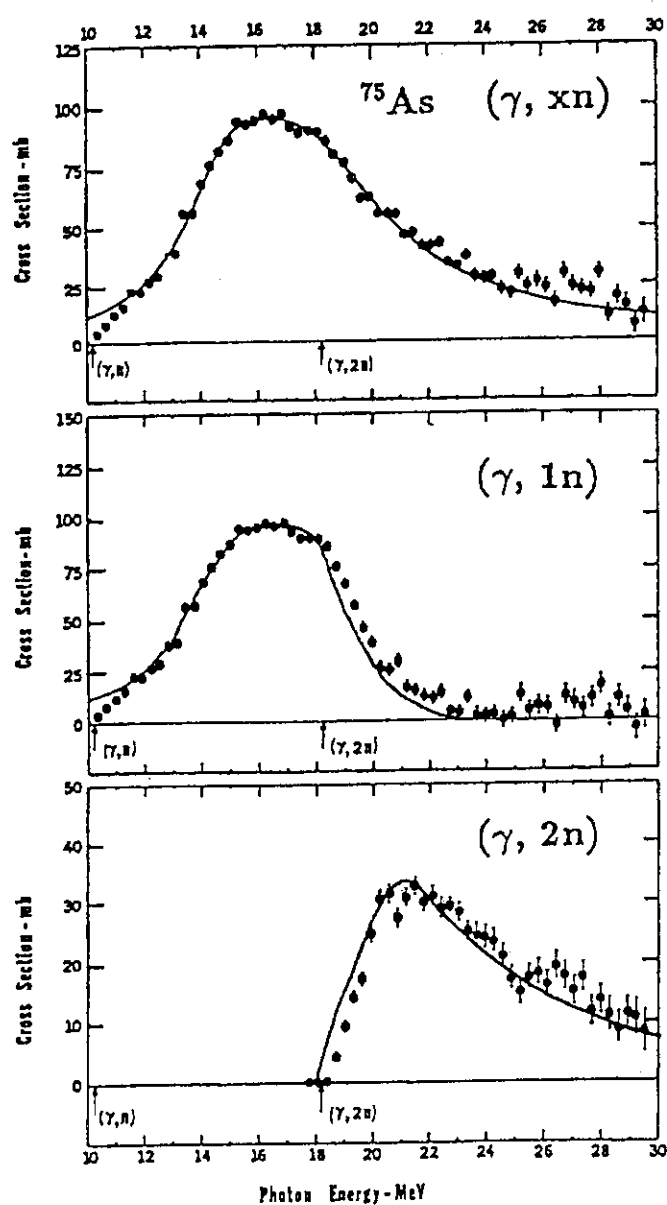 10 12 14 16 18 20 22 24 26 28 30
125
100
75
50
25
0
Cross Section-mb
⁷⁵As (γ, xn)
(γ,n)
(γ,2n)
150
125
100
75
50
25
0
Cross Section-mb
(γ, 1n)
(γ,n)
(γ,2n)
50
40
30
20
10
0
Cross Section-mb
(γ, 2n)
(γ,n)
(γ,2n)
10 12 14 16 18 20 22 24 26 28 30
Photon Energy-MeV